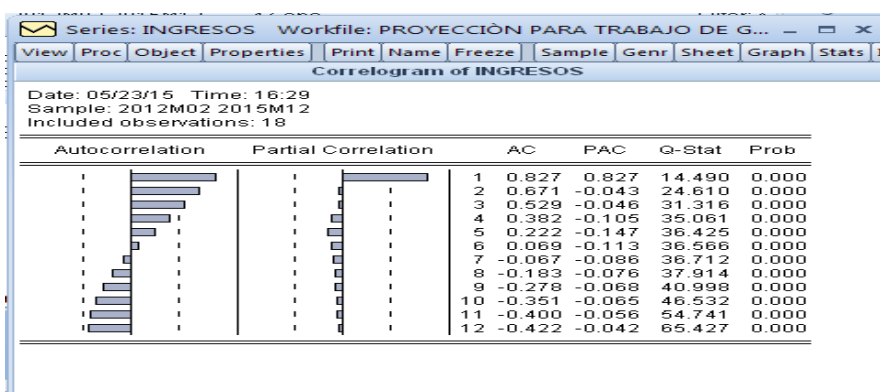 Series: INGRESOS Workfile: PROYECCIÒN PARA TRABAJO DE G...
View Proc Object Properties Print Name Freeze Sample Genr Sheet Graph Stats
Correlogram of INGRESOS
Date: 05/23/15 Time: 16:29
Sample: 2012M02 2015M12
Included observations: 18
Autocorrelation Partial Correlation AC PAC Q-Stat Prob
1 0.827 0.827 14.490 0.000
2 0.671 -0.043 24.610 0.000
3 0.529 -0.046 31.316 0.000
4 0.382 -0.105 35.061 0.000
5 0.222 -0.147 36.425 0.000
6 0.069 -0.113 36.566 0.000
7 -0.067 -0.086 36.712 0.000
8 -0.183 -0.076 37.914 0.000
9 -0.278 -0.068 40.998 0.000
10 -0.351 -0.065 46.532 0.000
11 -0.400 -0.056 54.741 0.000
12 -0.422 -0.042 65.427 0.000